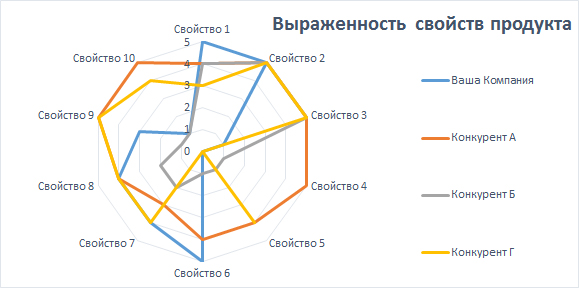 Выраженность свойств продукта
Свойство 1
Свойство 2
Свойство 3
Свойство 4
Свойство 5
Свойство 6
Свойство 7
Свойство 8
Свойство 9
Свойство 10
5
4
3
2
1
0
Ваша Компания
Конкурент А
Конкурент Б
Конкурент Г